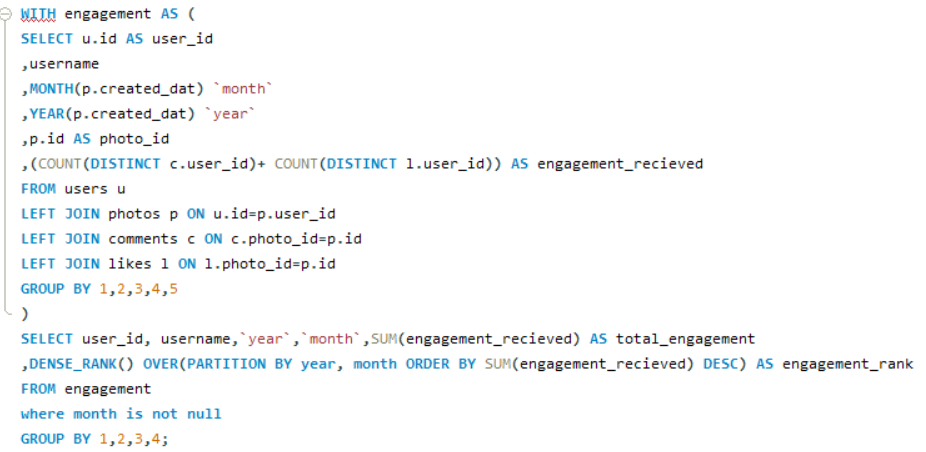 WITH engagement AS (
SELECT u.id AS user_id
,username
,MONTH(p.created_dat) `month`
,YEAR(p.created_dat) `year`
,p.id AS photo_id
,(COUNT(DISTINCT c.user_id)+ COUNT(DISTINCT l.user_id)) AS engagement_recieved
FROM users u
LEFT JOIN photos p ON u.id=p.user_id
LEFT JOIN comments c ON c.photo_id=p.id
LEFT JOIN likes l ON l.photo_id=p.id
GROUP BY 1,2,3,4,5
)
SELECT user_id, username,`year`,`month`,SUM(engagement_recieved) AS total_engagement
,DENSE_RANK() OVER(PARTITION BY year, month ORDER BY SUM(engagement_recieved) DESC) AS engagement_rank
FROM engagement
where month is not null
GROUP BY 1,2,3,4;